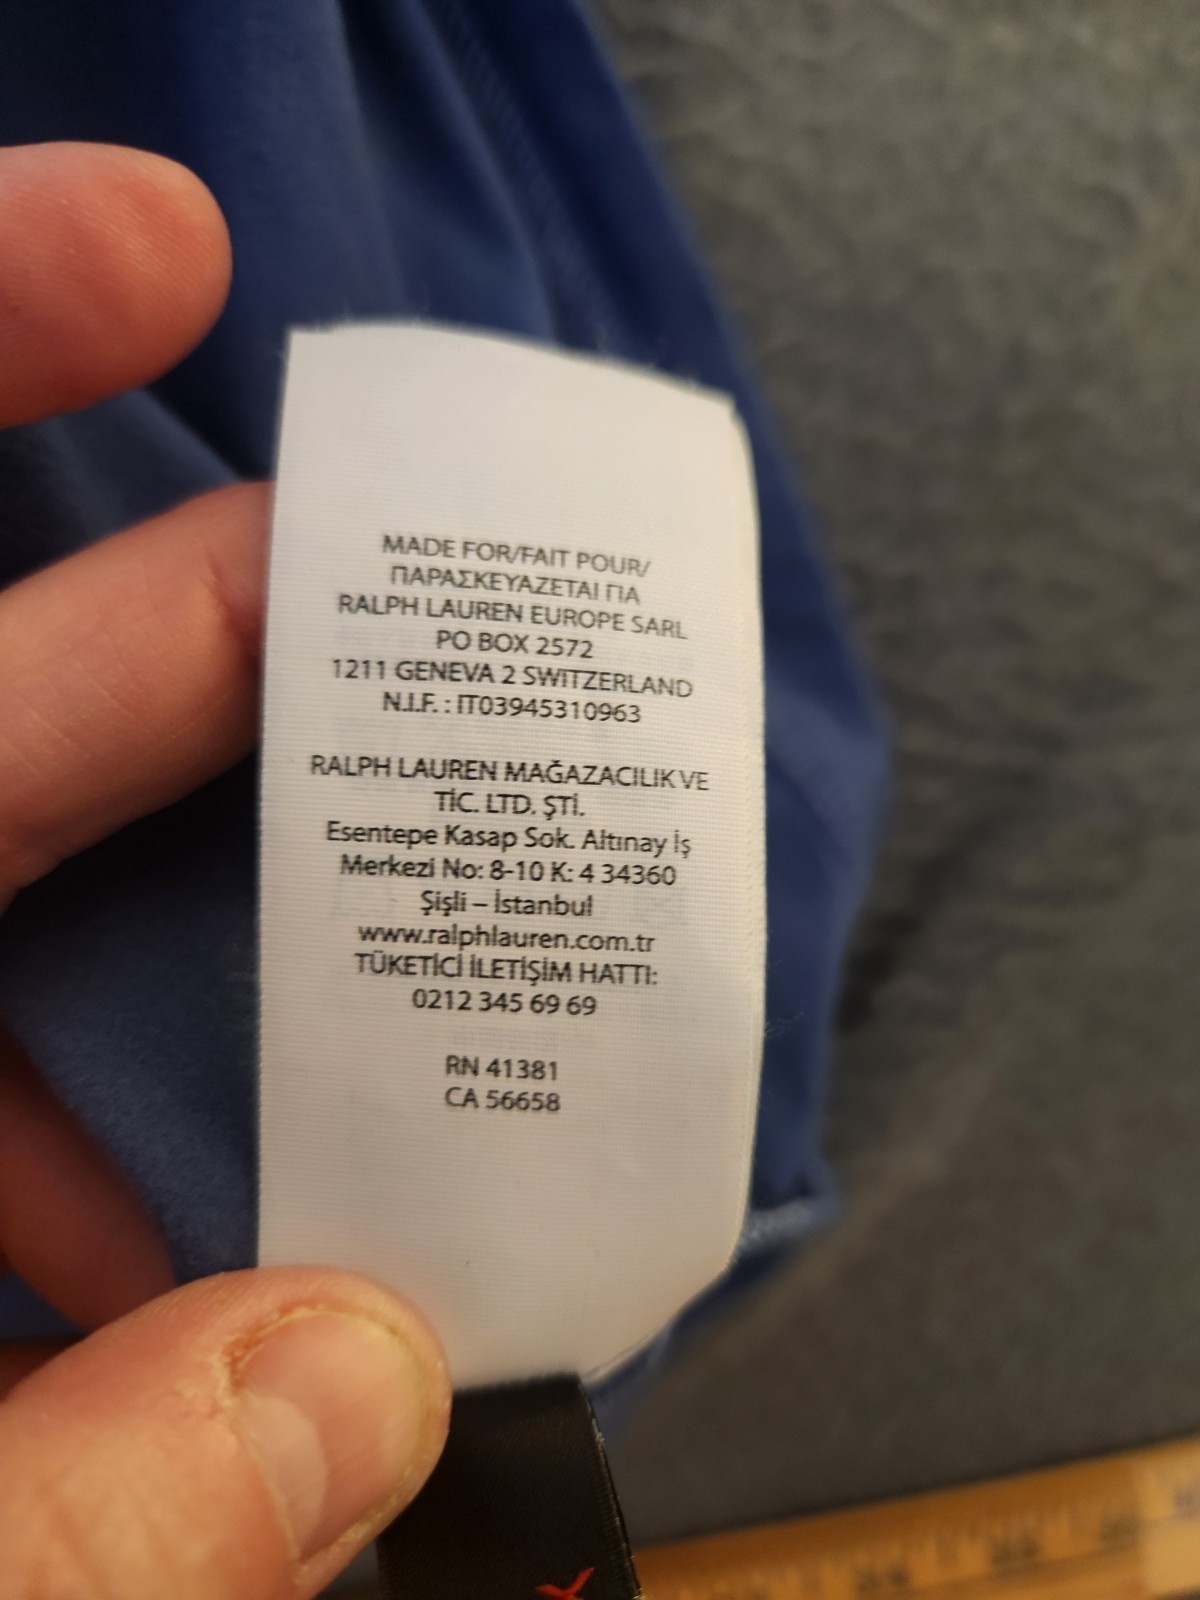 MADE FOR/FAIT POUR/
ΠΑΡΑΣΚΕΥΑΖΕΤΑΙ ΓΙΑ
RALPH LAUREN EUROPE SARL
PO BOX 2572
1211 GENEVA 2 SWITZERLAND
N.I.F. : IT03945310963
RALPH LAUREN MAĞAZACILIK VE
TİC. LTD. ŞTİ.
Esentepe Kasap Sok. Altınay İş
Merkezi No: 8-10 K: 4 34360
Şişli – İstanbul
www.ralphlauren.com.tr
TÜKETİCİ İLETİŞİM HATTI:
0212 345 69 69
RN 41381
CA 56658